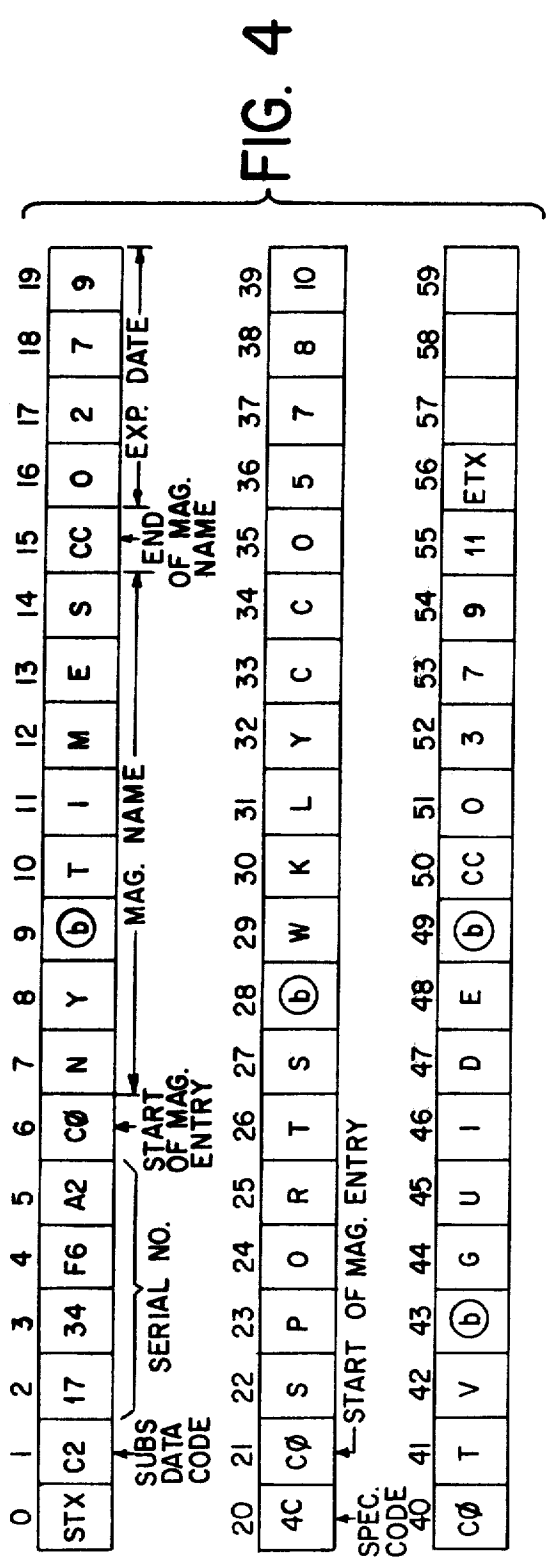 0 1 2 3 4 5 6 7 8 9 10 11 12 13 14 15 16 17 18 19
STX C2 17 34 F6 A2 CØ N Y b T I M E S CC 0 2 7 9
SUBS DATA CODE
SERIAL NO.
START OF MAG. ENTRY
MAG. NAME
END OF MAG. NAME
EXP. DATE
20 21 22 23 24 25 26 27 28 29 30 31 32 33 34 35 36 37 38 39
4C CØ S P O R T S b W K L Y C C O 5 7 8 10
SPEC. CODE
START OF MAG. ENTRY
40 41 42 43 44 45 46 47 48 49 50 51 52 53 54 55 56 57 58 59
CØ T V b G U I D E b CC 0 3 7 9 11 ETX
FIG. 4